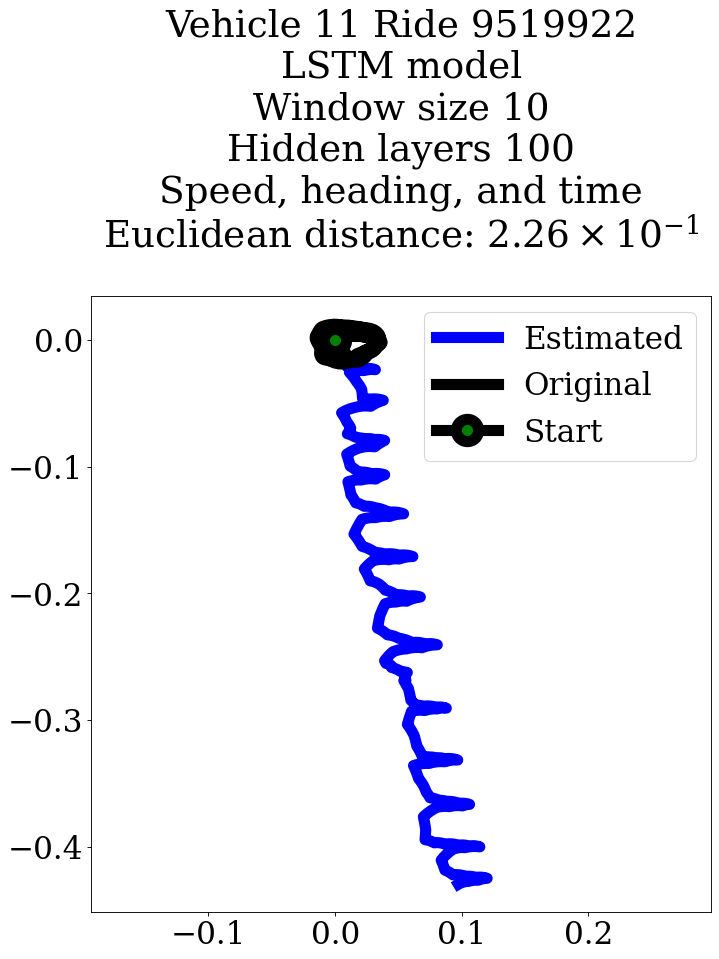 Vehicle 11 Ride 9519922
LSTM model
Window size 10
Hidden layers 100
Speed, heading, and time
Euclidean distance: 2.26 × 10⁻¹
Estimated
Original
Start
0.0
−0.1
−0.2
−0.3
−0.4
−0.1 0.0 0.1 0.2